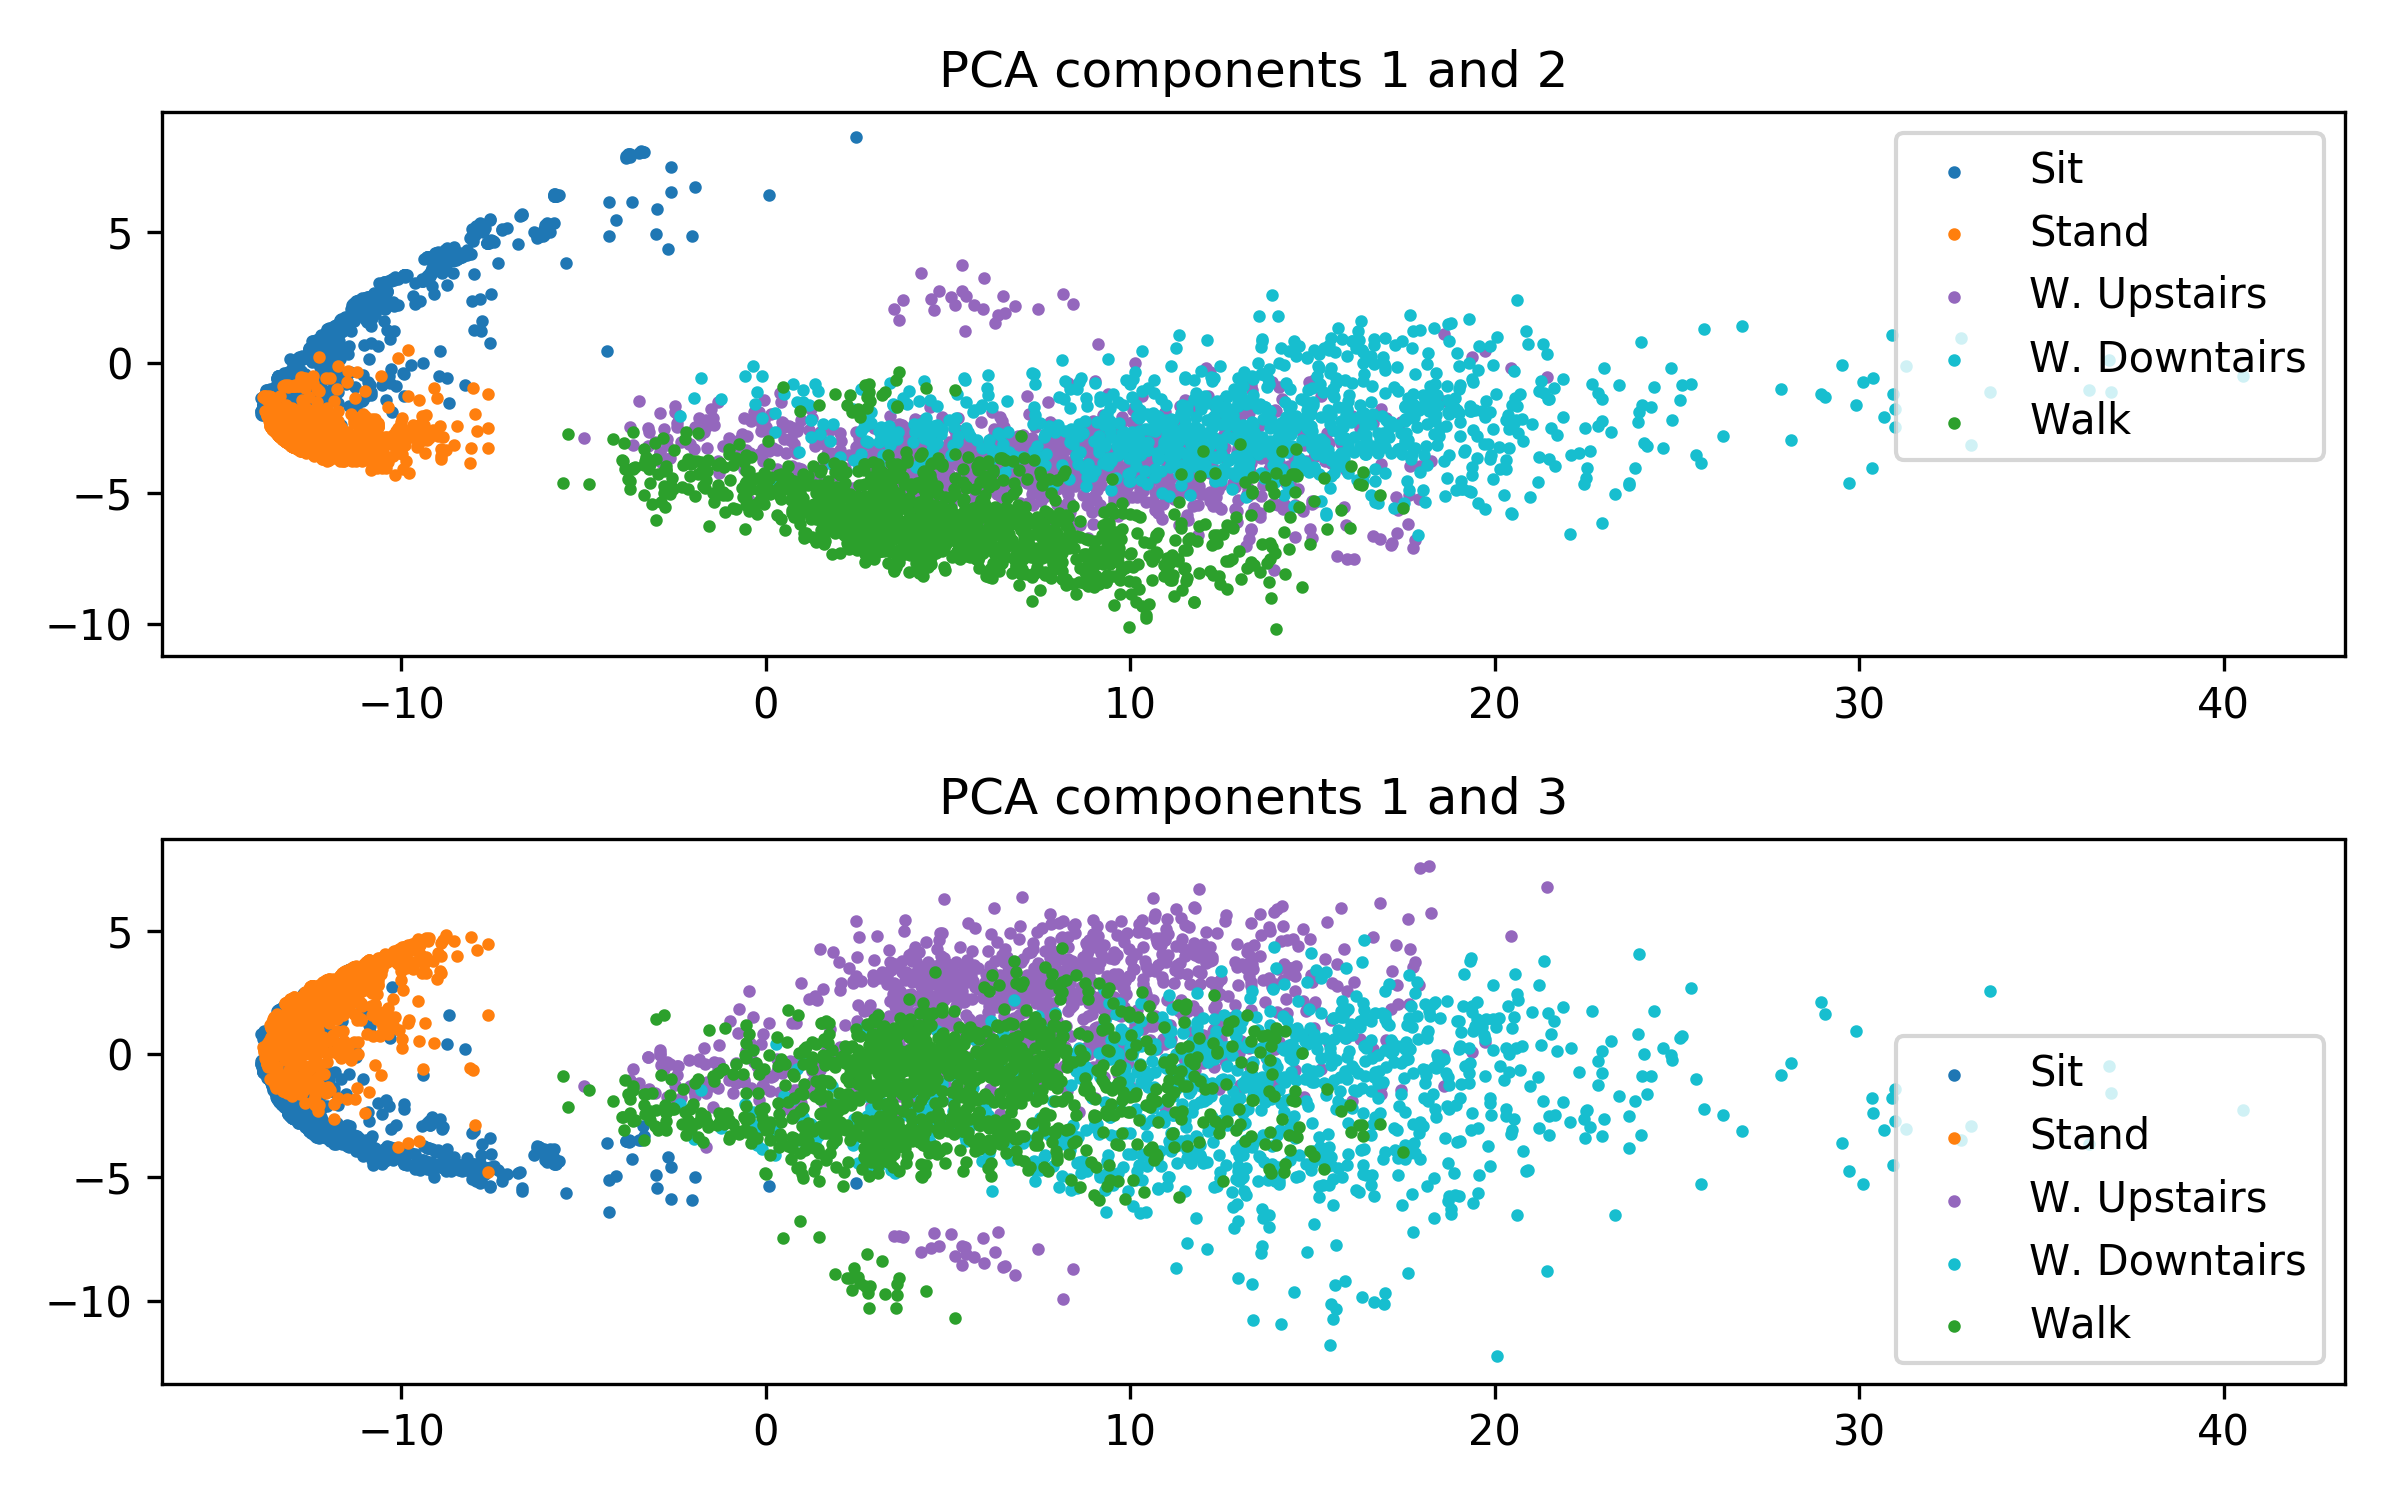 PCA components 1 and 2
5
0
−5
−10
−10 0 10 20 30 40
Sit
Stand
W. Upstairs
W. Downtairs
Walk
PCA components 1 and 3
5
0
−5
−10
−10 0 10 20 30 40
Sit
Stand
W. Upstairs
W. Downtairs
Walk